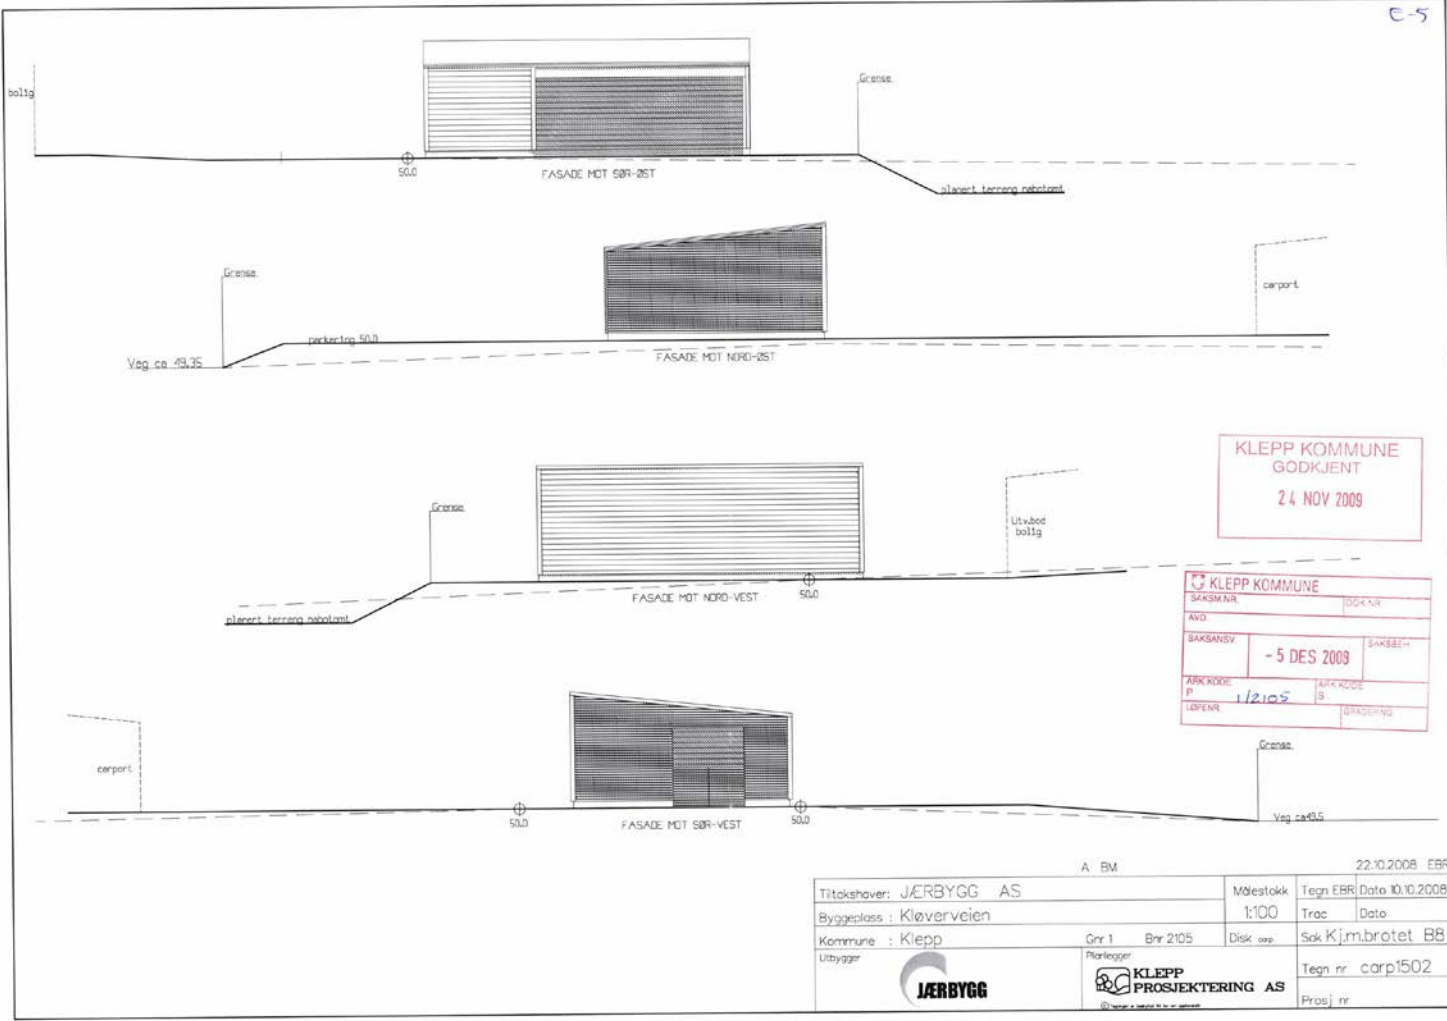 E-5
bolig
Grense
50.0
FASADE MOT SØR-ØST
planert terreng nabotomt
Grense
carport
parkering 50.0
Veg ca 49.35
FASADE MOT NORD-ØST
KLEPP KOMMUNE
GODKJENT
24 NOV 2009
Grense
Utv.bod
bolig
FASADE MOT NORD-VEST
50.0
planert terreng nabotomt
KLEPP KOMMUNE
SAKSM.NR.
DOK.NR
AVD.
SAKSANSV.
- 5 DES 2008
SAKSBEH
ARK.KODE
P
1/2105
ARK.KODE
S
LØPENR.
GRADERING
Grense
carport
50.0
FASADE MOT SØR-VEST
50.0
Veg ca49.5
A BM
22.10.2008 EBR
Tiltakshaver: JÆRBYGG AS
Målestokk
1:100
Tegn EBR
Dato 10.10.2008
Byggeplass : Kløverveien
Trac
Dato
Kommune : Klepp
Gnr 1
Bnr 2105
Disk carp
Sak Kj.m.brotet B8
Utbygger
JÆRBYGG
Planlegger
KLEPP
PROSJEKTERING AS
Tegn nr carp1502
Prosj nr